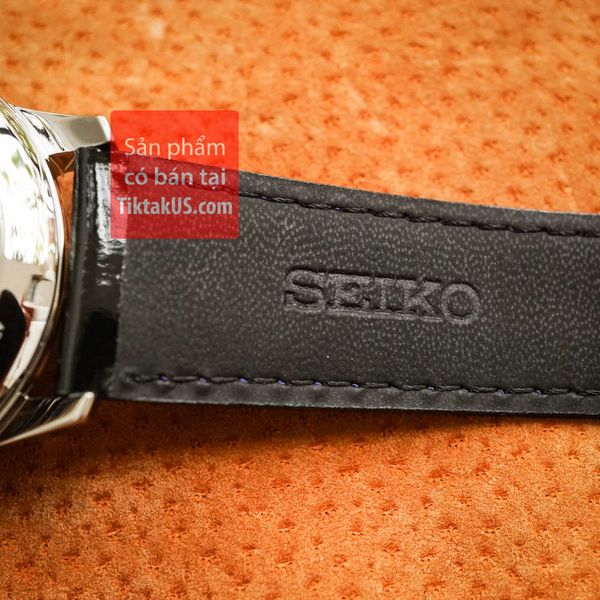 Sản phẩm
có bán tại
TiktakUS.com
SEIKO